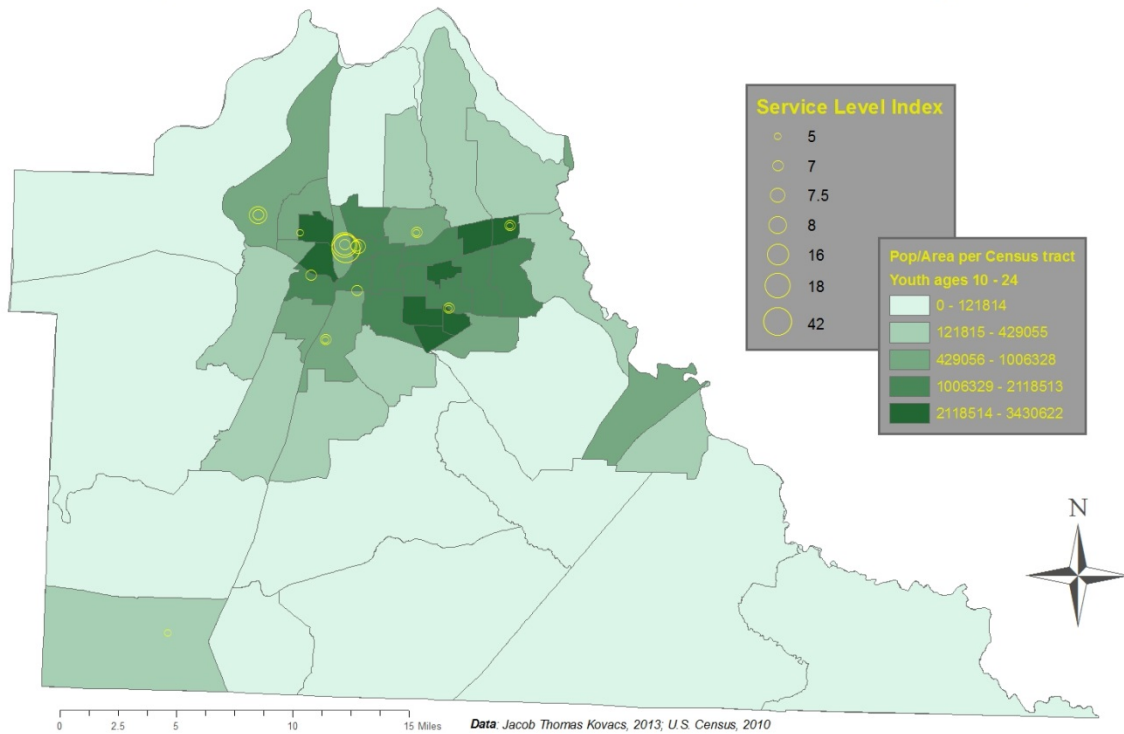 Service Level Index
5
7
7.5
8
16
18
42
Pop/Area per Census tract
Youth ages 10 - 24
0 - 121814
121815 - 429055
429056 - 1006328
1006329 - 2118513
2118514 - 3430622
N
0 5 10 15 Miles
Data: Jacob Thomas Kovacs, 2013; U.S. Census, 2010